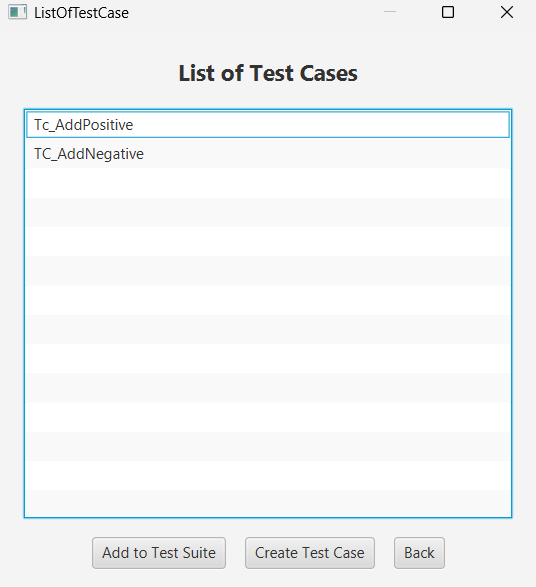 ListOfTestCase
List of Test Cases
Tc_AddPositive
TC_AddNegative
Add to Test Suite
Create Test Case
Back